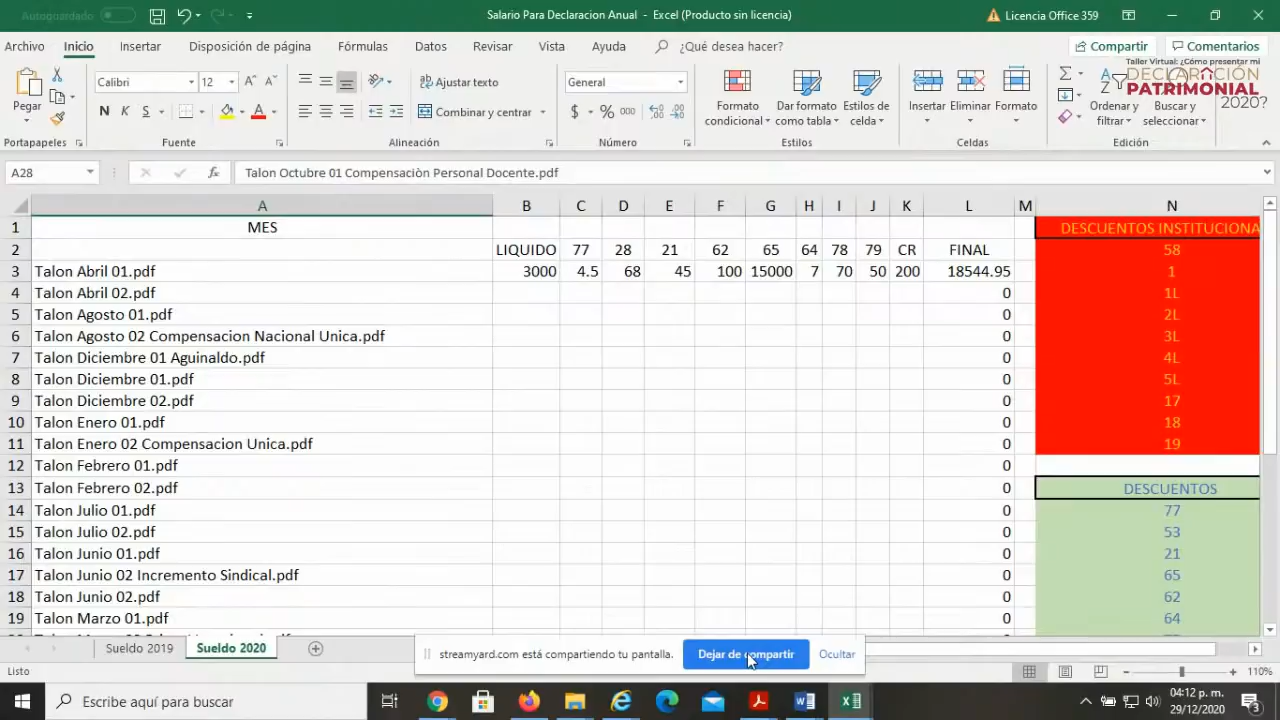 Autoguardado
Salario Para Declaracion Anual - Excel (Producto sin licencia)
Licencia Office 359
Archivo Inicio Insertar Disposición de página Fórmulas Datos Revisar Vista Ayuda ¿Qué desea hacer? Compartir Comentarios
Taller Virtual: ¿Cómo presentar mi
DECLARACIÓN
PATRIMONIAL
2020?
Pegar
Calibri 12
N K S
Ajustar texto
Combinar y centrar
General
$ % 000
Formato condicional
Dar formato como tabla
Estilos de celda
Insertar Eliminar Formato
Ordenar y filtrar
Buscar y seleccionar
Portapapeles Fuente Alineación Número Estilos Celdas Edición
A28 fx Talon Octubre 01 Compensaciòn Personal Docente.pdf
A B C D E F G H I J K L M N
1 MES DESCUENTOS INSTITUCIONA
2 LIQUIDO 77 28 21 62 65 64 78 79 CR FINAL 58
3 Talon Abril 01.pdf 3000 4.5 68 45 100 15000 7 70 50 200 18544.95 1
4 Talon Abril 02.pdf 0 1L
5 Talon Agosto 01.pdf 0 2L
6 Talon Agosto 02 Compensacion Nacional Unica.pdf 0 3L
7 Talon Diciembre 01 Aguinaldo.pdf 0 4L
8 Talon Diciembre 01.pdf 0 5L
9 Talon Diciembre 02.pdf 0 17
10 Talon Enero 01.pdf 0 18
11 Talon Enero 02 Compensacion Unica.pdf 0 19
12 Talon Febrero 01.pdf 0
13 Talon Febrero 02.pdf 0 DESCUENTOS
14 Talon Julio 01.pdf 0 77
15 Talon Julio 02.pdf 0 53
16 Talon Junio 01.pdf 0 21
17 Talon Junio 02 Incremento Sindical.pdf 0 65
18 Talon Junio 02.pdf 0 62
19 Talon Marzo 01.pdf 0 64
Sueldo 2019 Sueldo 2020
streamyard.com está compartiendo tu pantalla. Dejar de compartir Ocultar
Listo 110%
Escribe aquí para buscar
04:12 p. m.
29/12/2020
3